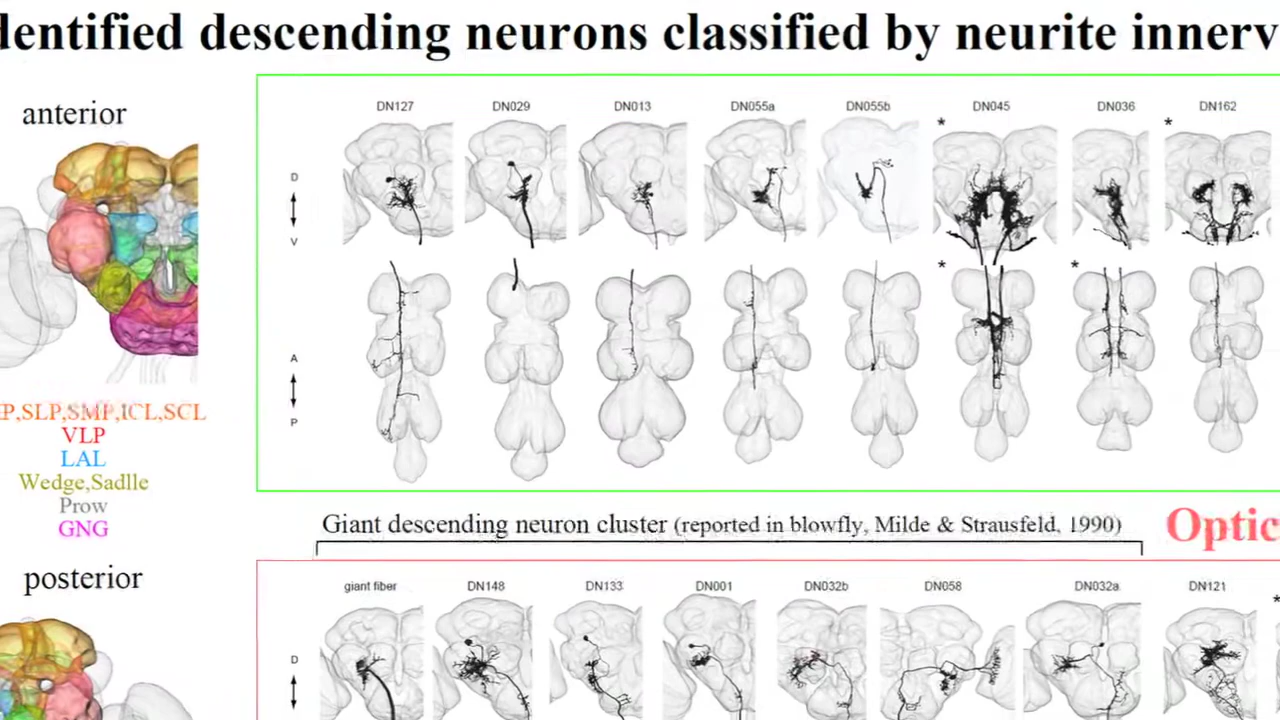 dentified descending neurons classified by neurite innerv
anterior
DN127 DN029 DN013 DN055a DN055b DN045 DN036 DN162
* *
D
V
* *
A
P
P,SLP,SMP,ICL,SCL
VLP
LAL
Wedge,Sadlle
Prow
GNG
Giant descending neuron cluster (reported in blowfly, Milde & Strausfeld, 1990)
Optic
posterior
giant fiber DN148 DN133 DN001 DN032b DN058 DN032a DN121
*
D